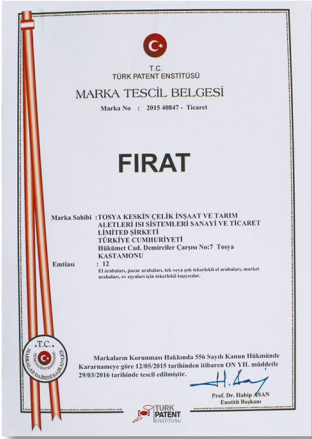 T.C.
TÜRK PATENT ENSTİTÜSÜ
MARKA TESCİL BELGESİ
Marka No : 2015 40847 - Ticaret
FIRAT
Marka Sahibi :TOSYA KESKİN ÇELİK İNŞAAT VE TARIM
ALETLERİ ISI SİSTEMLERİ SANAYİ VE TİCARET
LİMİTED ŞİRKETİ
TÜRKİYE CUMHURİYETİ
Hükümet Cad. Demirciler Çarşısı No:7 Tosya
KASTAMONU
Emtiası : 12
El arabaları, pazar arabaları, tek veya çok tekerlekli el arabaları, market
arabaları, ev eşyaları için tekerlekli taşıyıcılar.
Markaların Korunması Hakkında 556 Sayılı Kanun Hükmünde
Kararnameye göre 12/05/2015 tarihinden itibaren ON YIL müddetle
29/03/2016 tarihinde tescil edilmiştir.
Prof. Dr. Habip ASAN
Enstitü Başkanı
T.C.
TURK
PATENT
ENSTİTÜSÜ